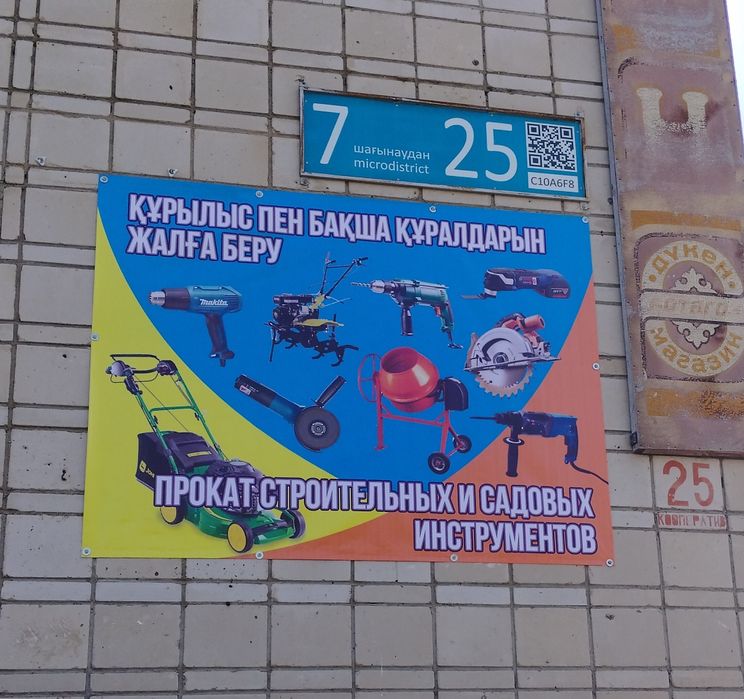 7 шағынаудан 25
microdistrict
C10A6F8
ҚҰРЫЛЫС ПЕН БАҚША ҚҰРАЛДАРЫН
ЖАЛҒА БЕРУ
makita
ПРОКАТ СТРОИТЕЛЬНЫХ И САДОВЫХ
ИНСТРУМЕНТОВ
ДҮКЕН
МАГАЗИН
25
КООПЕРАТИВ